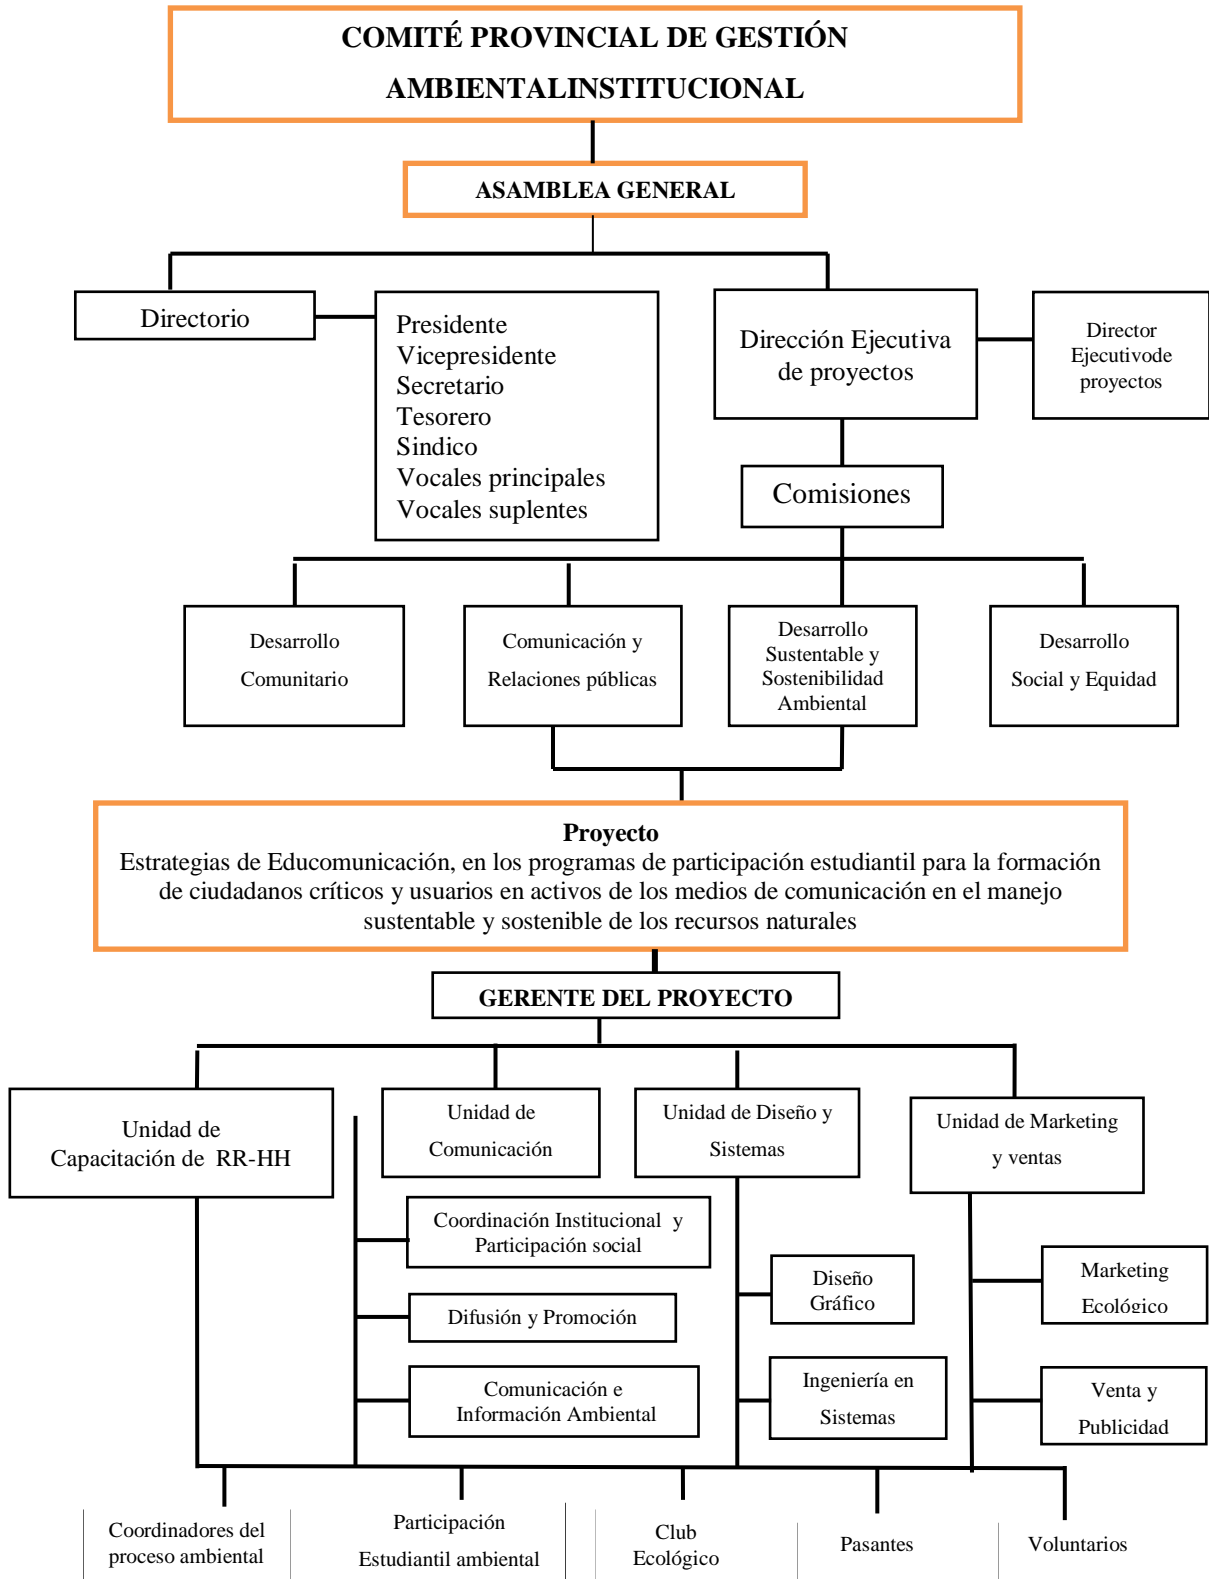 COMITÉ PROVINCIAL DE GESTIÓN
AMBIENTALINSTITUCIONAL
ASAMBLEA GENERAL
Directorio
Presidente
Vicepresidente
Secretario
Tesorero
Sindico
Vocales principales
Vocales suplentes
Dirección Ejecutiva
de proyectos
Director
Ejecutivode
proyectos
Comisiones
Desarrollo
Comunitario
Comunicación y
Relaciones públicas
Desarrollo
Sustentable y
Sostenibilidad
Ambiental
Desarrollo
Social y Equidad
Proyecto
Estrategias de Educomunicación, en los programas de participación estudiantil para la formación
de ciudadanos críticos y usuarios en activos de los medios de comunicación en el manejo
sustentable y sostenible de los recursos naturales
GERENTE DEL PROYECTO
Unidad de
Capacitación de RR-HH
Unidad de
Comunicación
Unidad de Diseño y
Sistemas
Unidad de Marketing
y ventas
Coordinación Institucional y
Participación social
Difusión y Promoción
Comunicación e
Información Ambiental
Diseño
Gráfico
Ingeniería en
Sistemas
Marketing
Ecológico
Venta y
Publicidad
Coordinadores del
proceso ambiental
Participación
Estudiantil ambiental
Club
Ecológico
Pasantes
Voluntarios